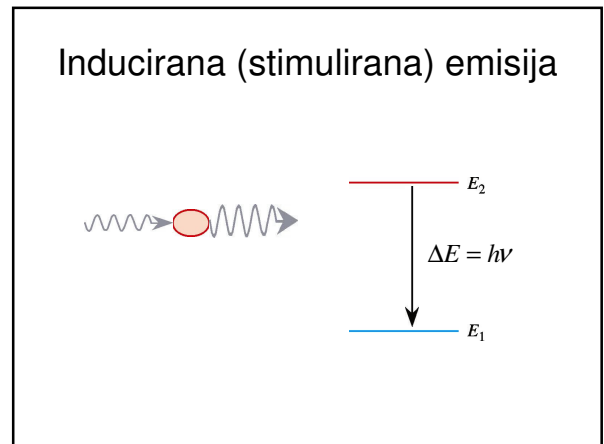 Inducirana (stimulirana) emisija
E₂
ΔE = hν
E₁